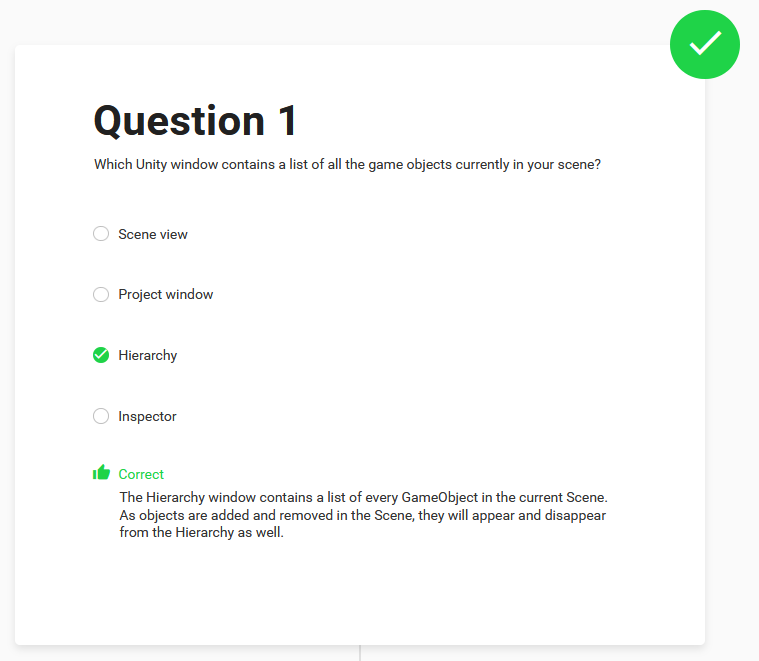 Question 1
Which Unity window contains a list of all the game objects currently in your scene?
Scene view
Project window
Hierarchy
Inspector
Correct
The Hierarchy window contains a list of every GameObject in the current Scene.
As objects are added and removed in the Scene, they will appear and disappear
from the Hierarchy as well.